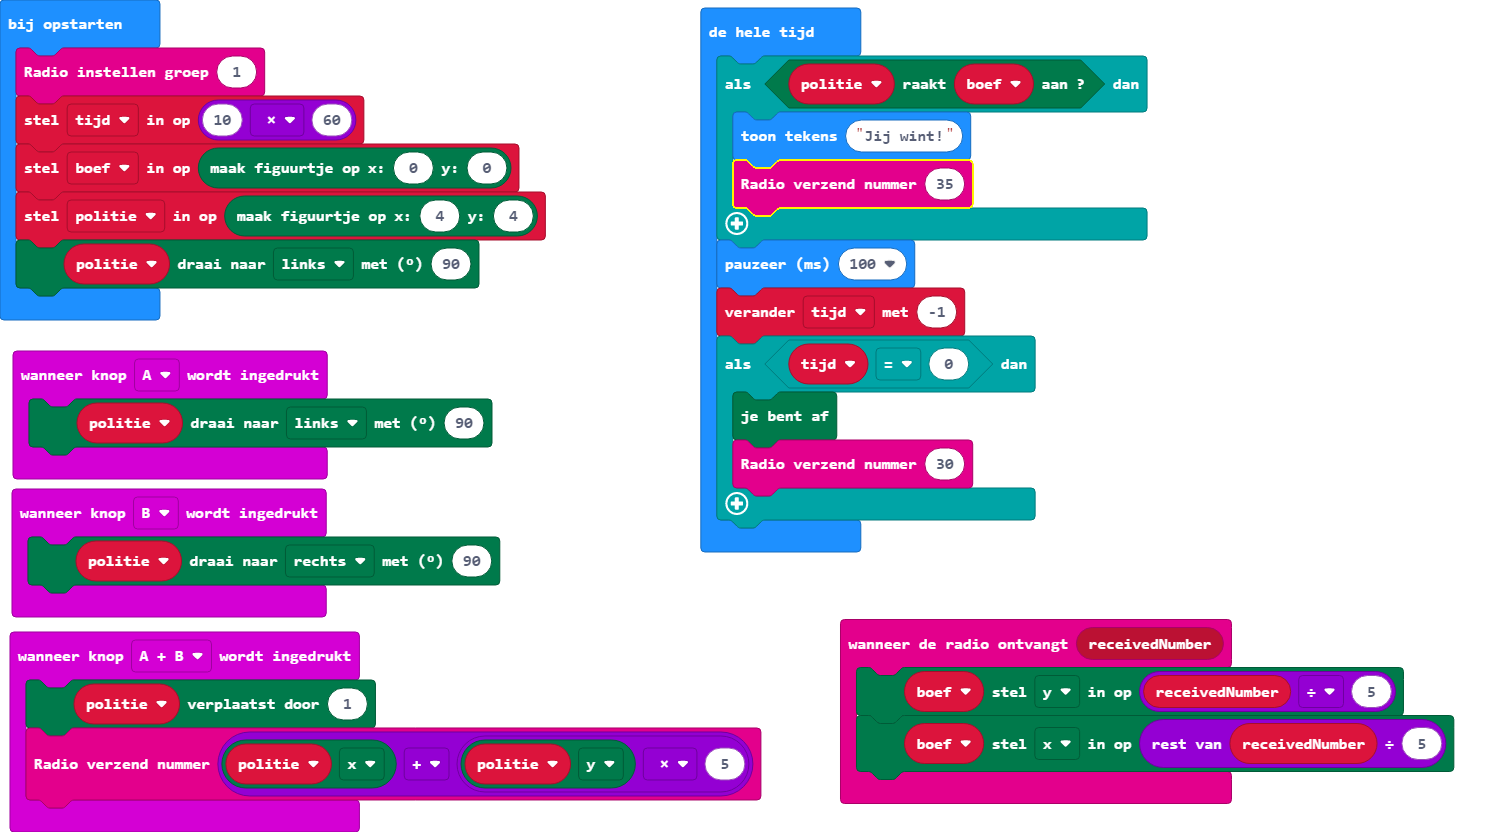 bij opstarten
Radio instellen groep 1
stel tijd in op 10 × 60
stel boef in op maak figuurtje op x: 0 y: 0
stel politie in op maak figuurtje op x: 4 y: 4
politie draai naar links met (º) 90
wanneer knop A wordt ingedrukt
politie draai naar links met (º) 90
wanneer knop B wordt ingedrukt
politie draai naar rechts met (º) 90
wanneer knop A + B wordt ingedrukt
politie verplaatst door 1
Radio verzend nummer politie x + politie y × 5
de hele tijd
als politie raakt boef aan ? dan
toon tekens "Jij wint!"
Radio verzend nummer 35
pauzeer (ms) 100
verander tijd met -1
als tijd = 0 dan
je bent af
Radio verzend nummer 30
wanneer de radio ontvangt receivedNumber
boef stel y in op receivedNumber ÷ 5
boef stel x in op rest van receivedNumber ÷ 5